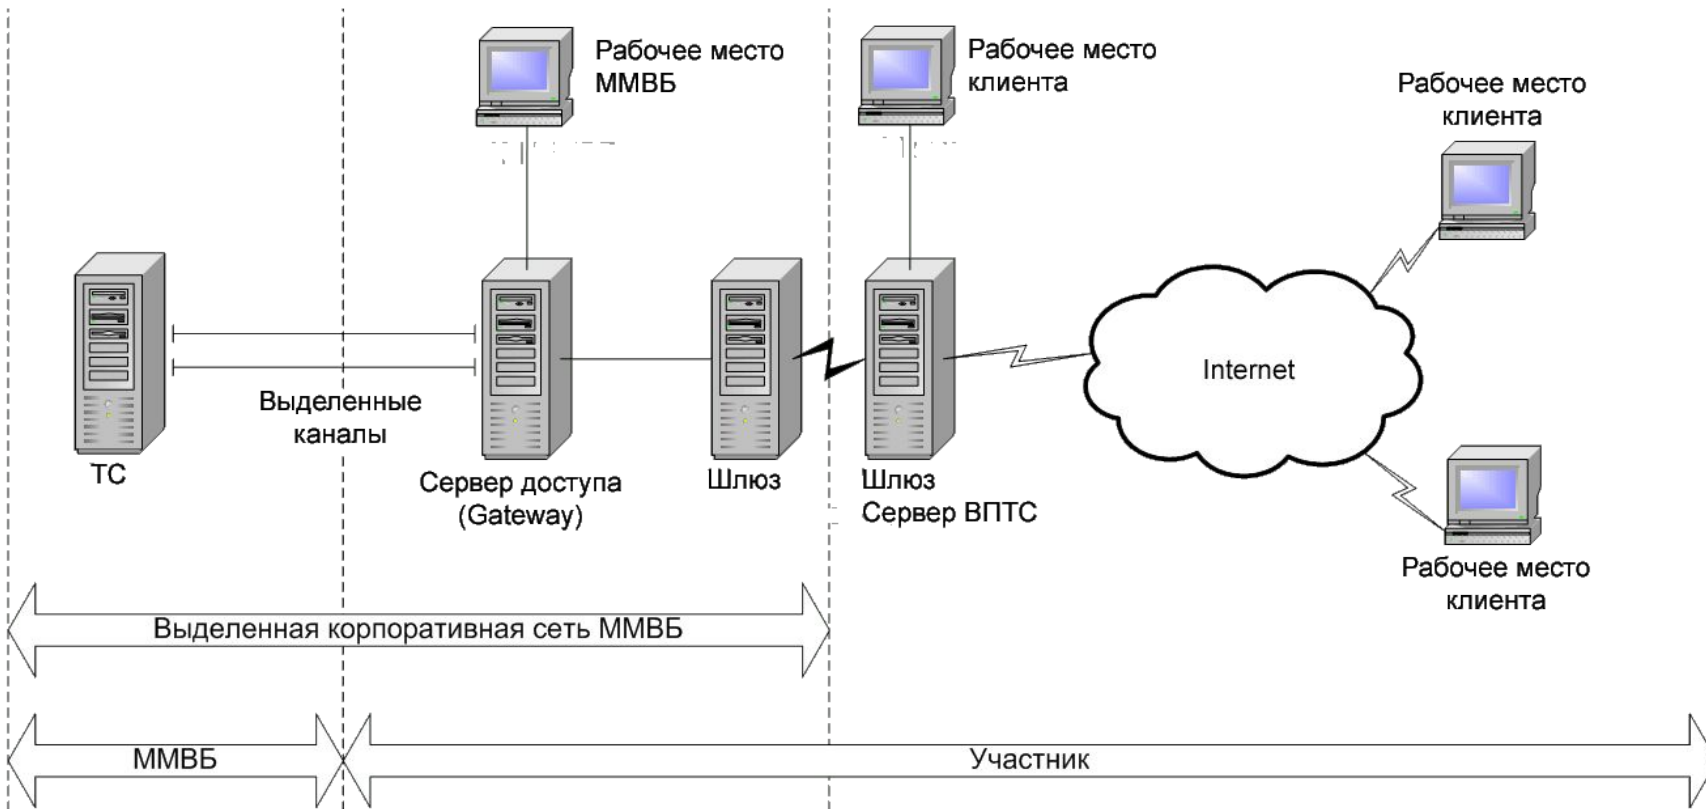 Рабочее место
ММВБ
Рабочее место
клиента
Рабочее место
клиента
Internet
Выделенные
каналы
ТС
Сервер доступа
(Gateway)
Шлюз
Шлюз
Сервер ВПТС
Рабочее место
клиента
Выделенная корпоративная сеть ММВБ
ММВБ
Участник